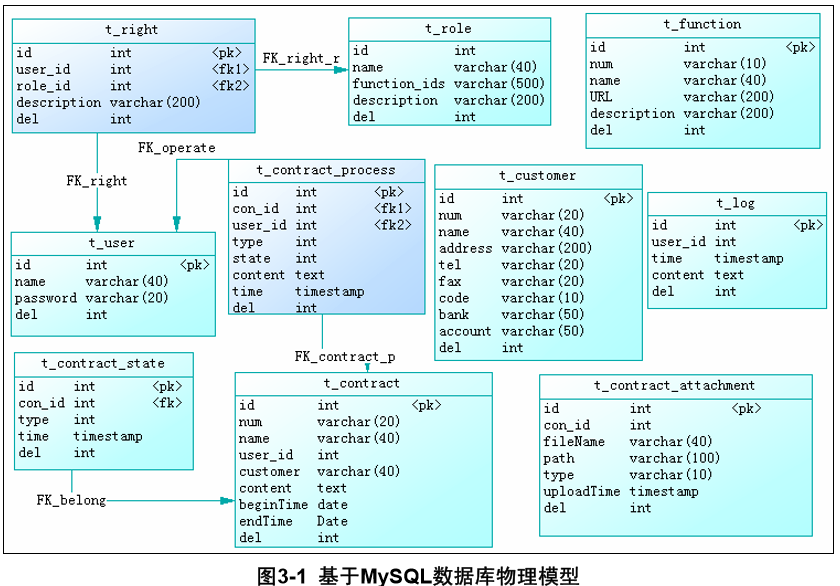 t_right
id int <pk>
user_id int <fk1>
role_id int <fk2>
description varchar(200)
del int
FK_right_r
t_role
id int
name varchar(40)
function_ids varchar(500)
description varchar(200)
del int
t_function
id int <pk>
num varchar(10)
name varchar(40)
URL varchar(200)
description varchar(200)
del int
FK_right
FK_operate
t_contract_process
id int <pk>
con_id int <fk1>
user_id int <fk2>
type int
state int
content text
time timestamp
del int
t_customer
id int <pk>
num varchar(20)
name varchar(40)
address varchar(200)
tel varchar(20)
fax varchar(20)
code varchar(10)
bank varchar(50)
account varchar(50)
del int
t_log
id int <pk>
user_id int
time timestamp
content text
del int
t_user
id int <pk>
name varchar(40)
password varchar(20)
del int
FK_contract_p
t_contract_state
id int <pk>
con_id int <fk>
type int
time timestamp
del int
FK_belong
t_contract
id int <pk>
num varchar(20)
name varchar(40)
user_id int
customer varchar(40)
content text
beginTime date
endTime Date
del int
t_contract_attachment
id int <pk>
con_id int
fileName varchar(40)
path varchar(100)
type varchar(10)
uploadTime timestamp
del int
图3-1 基于MySQL数据库物理模型